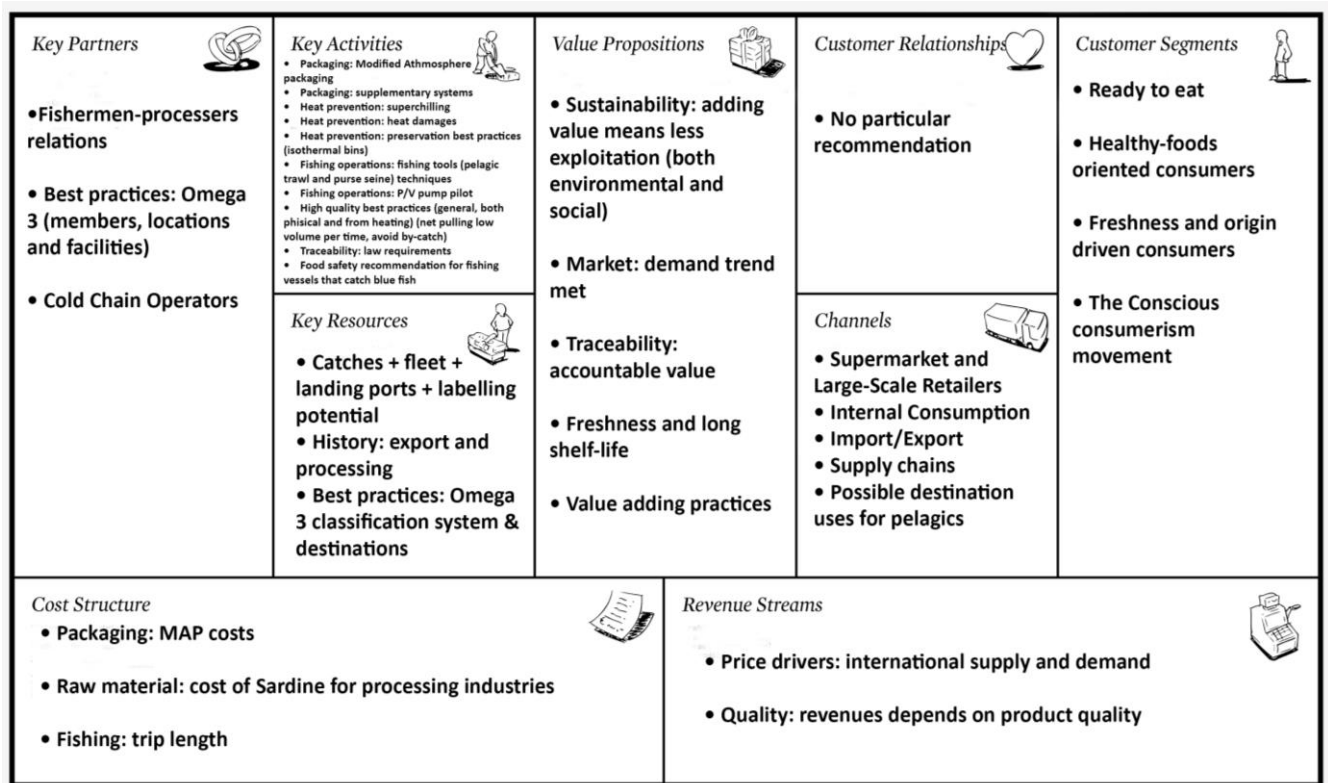 Key Partners
•Fishermen-processers
relations
• Best practices: Omega
3 (members, locations
and facilities)
• Cold Chain Operators
Key Activities
• Packaging: Modified Athmosphere
packaging
• Packaging: supplementary systems
• Heat prevention: superchilling
• Heat prevention: heat damages
• Heat prevention: preservation best practices
(isothermal bins)
• Fishing operations: fishing tools (pelagic
trawl and purse seine) techniques
• Fishing operations: P/V pump pilot
• High quality best practices (general, both
phisical and from heating) (net pulling low
volume per time, avoid by-catch)
• Traceability: law requirements
• Food safety recommendation for fishing
vessels that catch blue fish
Key Resources
• Catches + fleet +
landing ports + labelling
potential
• History: export and
processing
• Best practices: Omega
3 classification system &
destinations
Value Propositions
• Sustainability: adding
value means less
exploitation (both
environmental and
social)
• Market: demand trend
met
• Traceability:
accountable value
• Freshness and long
shelf-life
• Value adding practices
Customer Relationships
• No particular
recommendation
Channels
• Supermarket and
Large-Scale Retailers
• Internal Consumption
• Import/Export
• Supply chains
• Possible destination
uses for pelagics
Customer Segments
• Ready to eat
• Healthy-foods
oriented consumers
• Freshness and origin
driven consumers
• The Conscious
consumerism
movement
Cost Structure
• Packaging: MAP costs
• Raw material: cost of Sardine for processing industries
• Fishing: trip length
Revenue Streams
• Price drivers: international supply and demand
• Quality: revenues depends on product quality